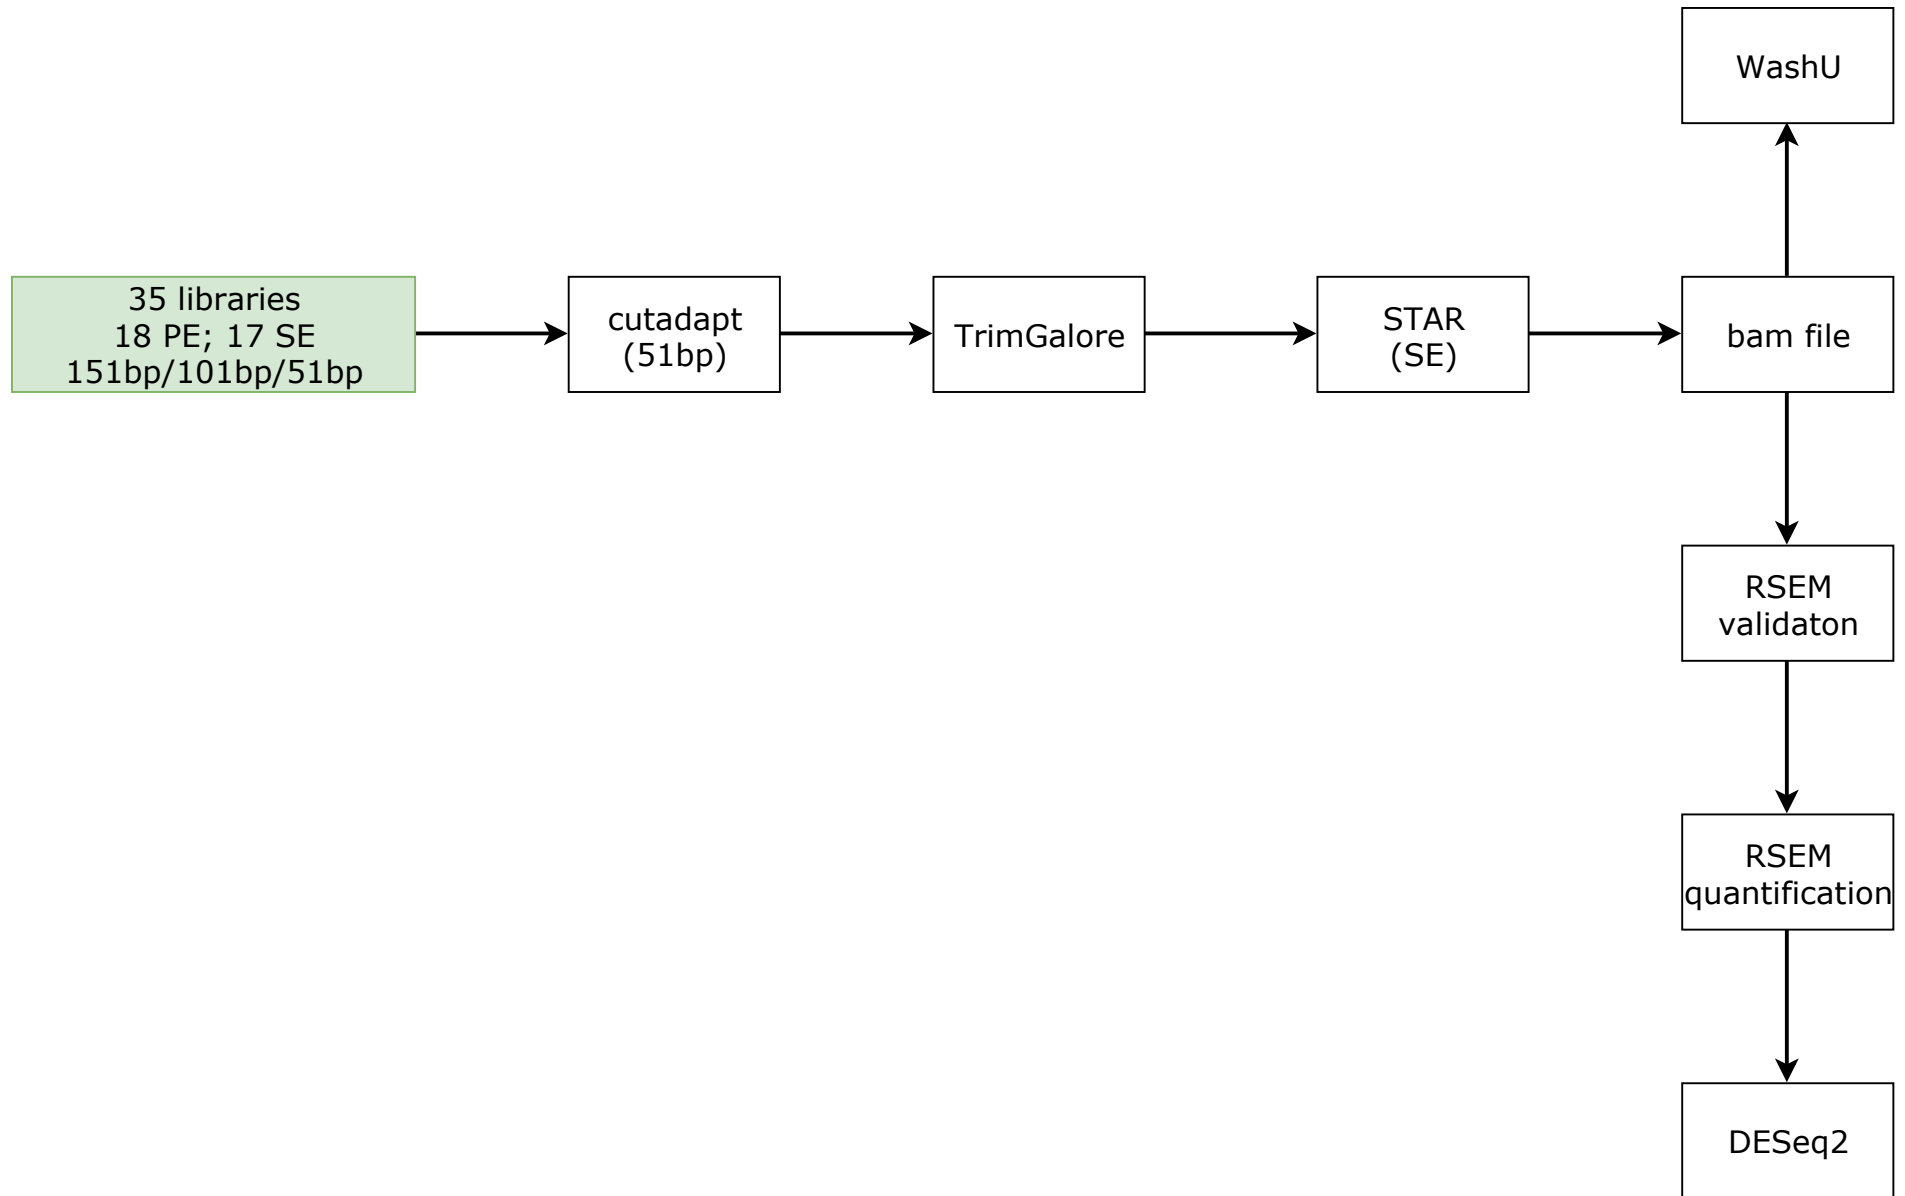 WashU
35 libraries
18 PE; 17 SE
151bp/101bp/51bp
cutadapt
(51bp)
TrimGalore
STAR
(SE)
bam file
RSEM
validaton
RSEM
quantification
DESeq2